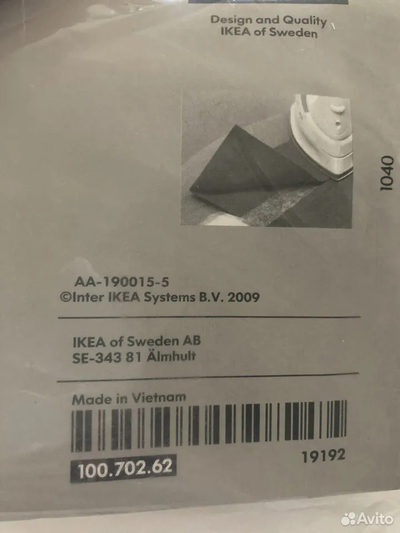 Design and Quality
IKEA of Sweden
1040
AA-190015-5
©Inter IKEA Systems B.V. 2009
IKEA of Sweden AB
SE-343 81 Älmhult
Made in Vietnam
100.702.62
19192
Avito